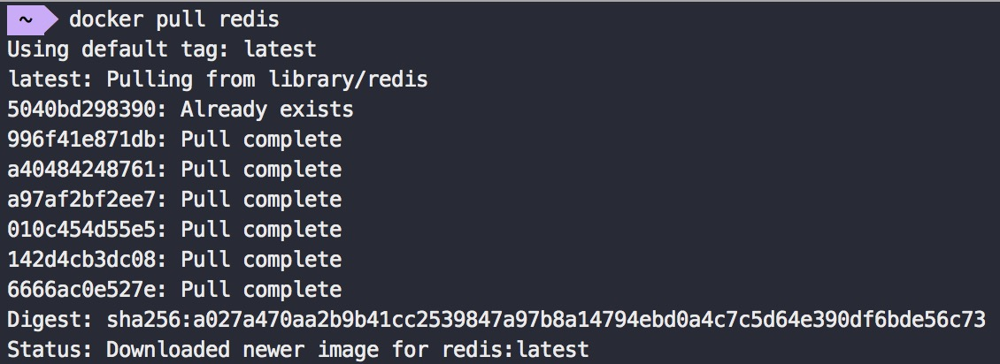 ~ docker pull redis
Using default tag: latest
latest: Pulling from library/redis
5040bd298390: Already exists
996f41e871db: Pull complete
a40484248761: Pull complete
a97af2bf2ee7: Pull complete
010c454d55e5: Pull complete
142d4cb3dc08: Pull complete
6666ac0e527e: Pull complete
Digest: sha256:a027a470aa2b9b41cc2539847a97b8a14794ebd0a4c7c5d64e390df6bde56c73
Status: Downloaded newer image for redis:latest